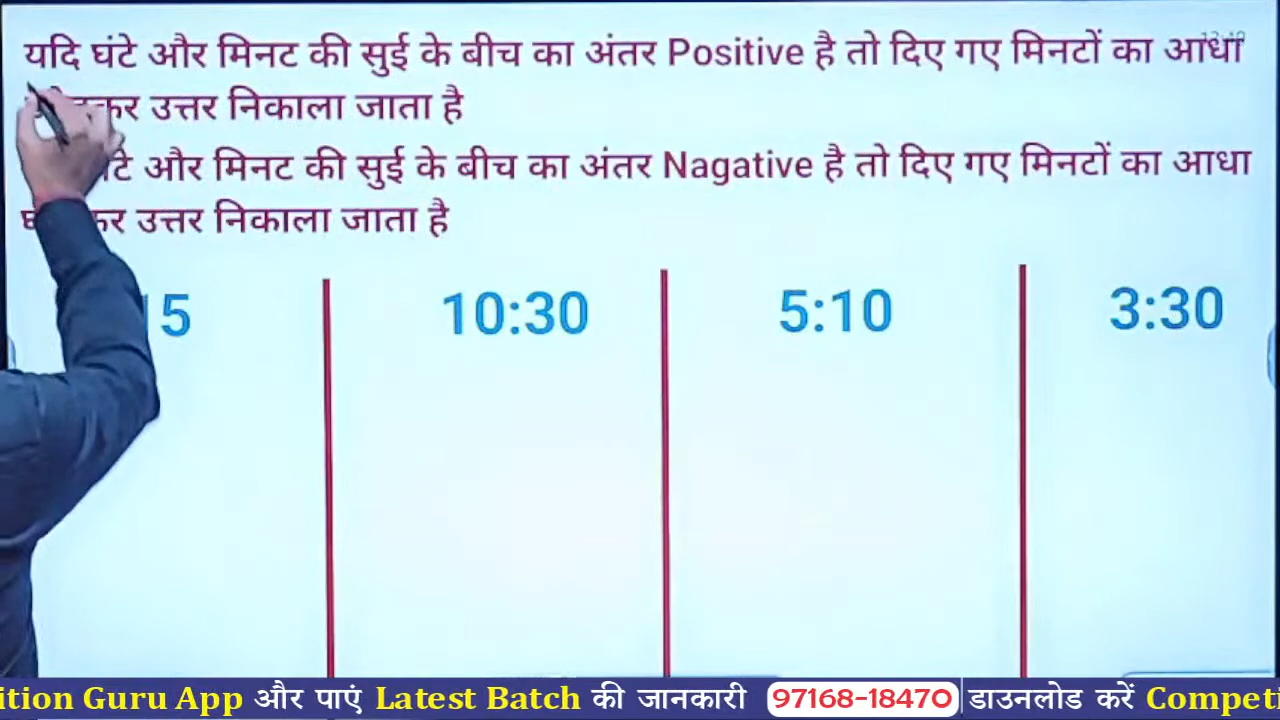 यदि घंटे और मिनट की सुई के बीच का अंतर Positive है तो दिए गए मिनटों का आधा
उत्तर निकाला जाता है
और मिनट की सुई के बीच का अंतर Nagative है तो दिए गए मिनटों का आधा
उत्तर निकाला जाता है
10:30
5:10
3:30
ition Guru App और पाएं Latest Batch की जानकारी 97168-18470 डाउनलोड करें Competi